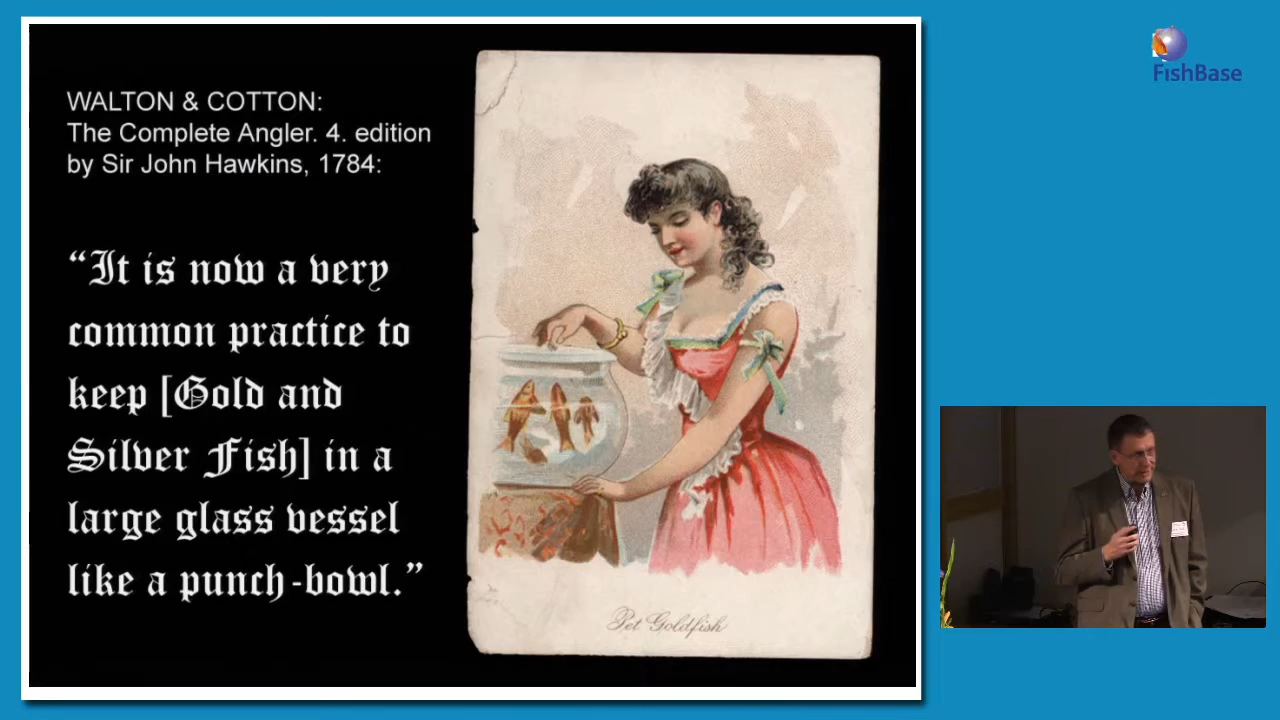 WALTON & COTTON:
The Complete Angler. 4. edition
by Sir John Hawkins, 1784:
“It is now a very
common practice to
keep [Gold and
Silver Fish] in a
large glass vessel
like a punch-bowl.”
Pet Goldfish
FishBase